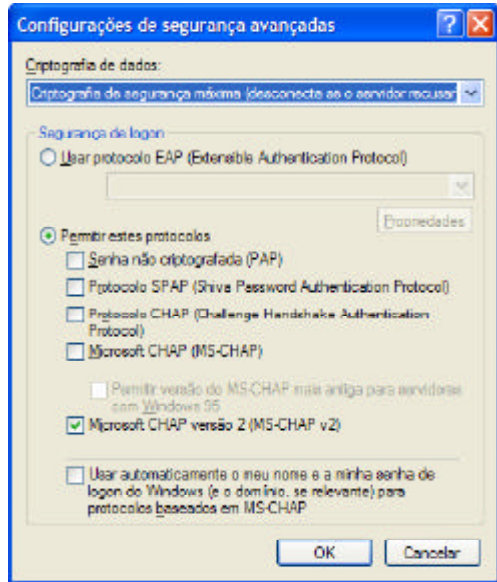 Configurações de segurança avançadas
Criptografia de dados:
Criptografia de segurança máxima (desconecta se o servidor recusar
Segurança de logon
Usar protocolo EAP (Extensible Authentication Protocol)
Propriedades
Permitir estes protocolos
Senha não criptografada (PAP)
Protocolo SPAP (Shiva Password Authentication Protocol)
Protocolo CHAP (Challenge Handshake Authentication
Protocol)
Microsoft CHAP (MS-CHAP)
Permitir versão do MS-CHAP mais antiga para servidores
com Windows 95
Microsoft CHAP versão 2 (MS-CHAP v2)
Usar automaticamente o meu nome e a minha senha de
logon do Windows (e o domínio, se relevante) para
protocolos baseados em MS-CHAP
OK Cancelar